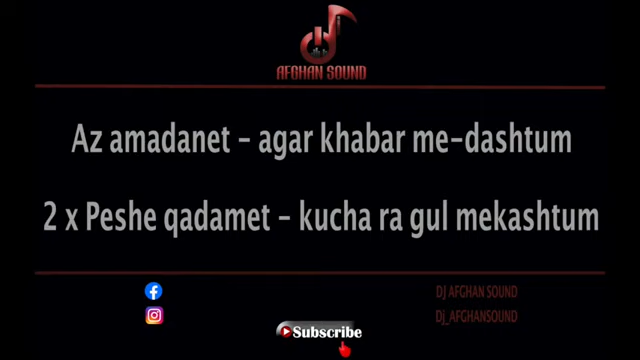 AFGHAN SOUND
Az amadanet - agar khabar me-dashtum
2 x Peshe qadamet - kucha ra gul mekashtum
DJ AFGHAN SOUND
Dj_AFGHANSOUND
Subscribe